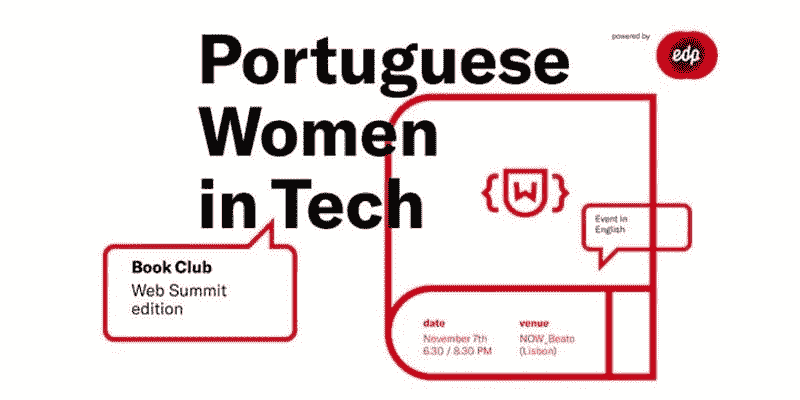 Portuguese
Women
in Tech
powered by
edp
W
Event in
English
Book Club
Web Summit
edition
date
November 7th
6.30 / 8.30 PM
venue
NOW_Beato
(Lisbon)